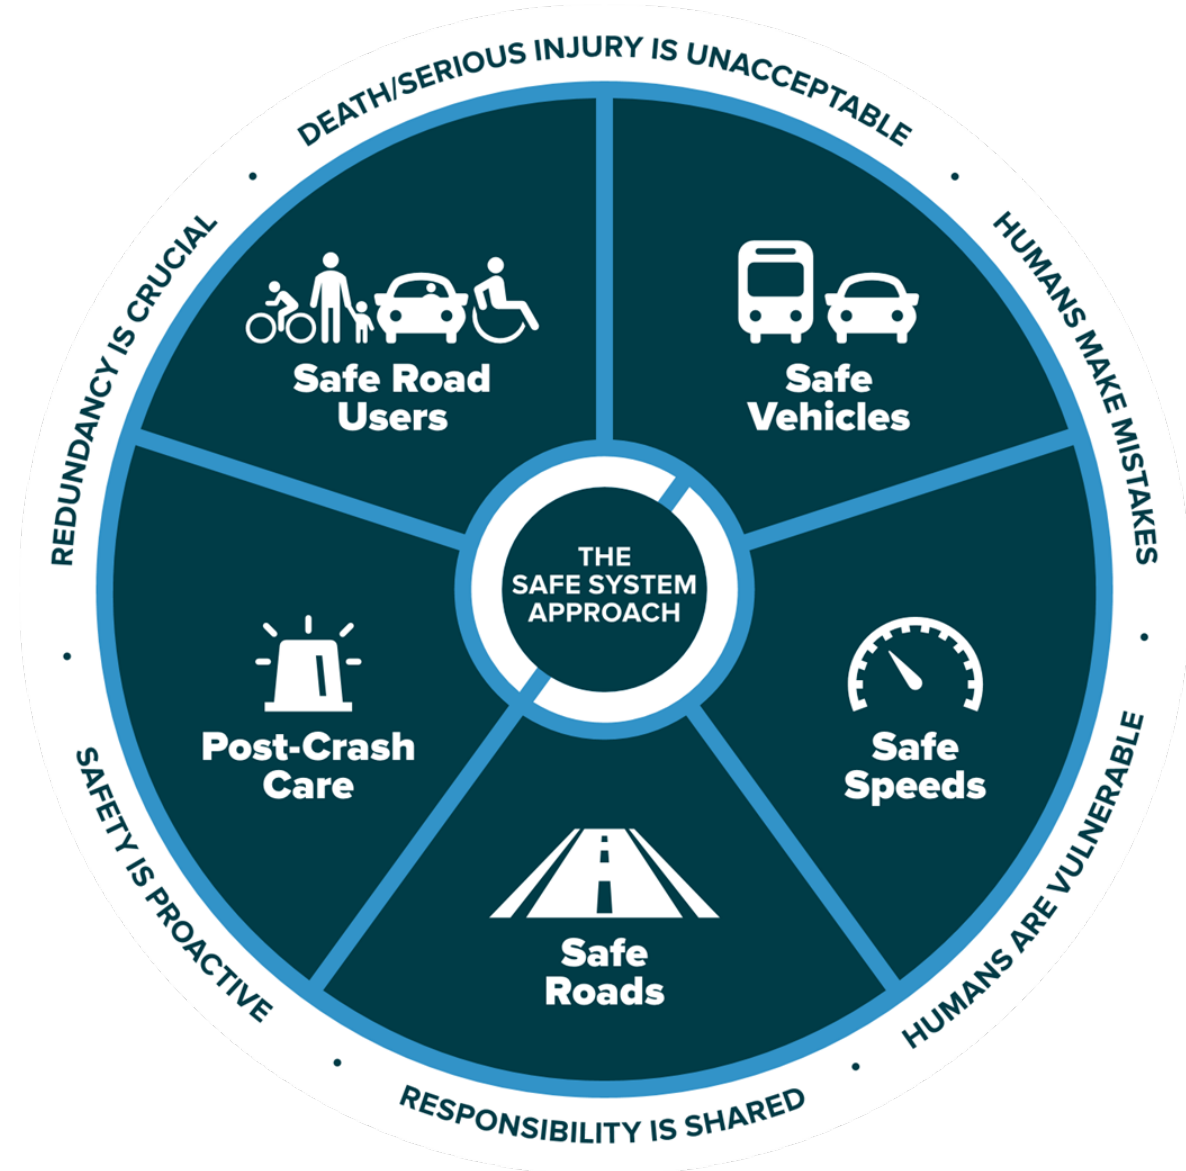 DEATH/SERIOUS INJURY IS UNACCEPTABLE
HUMANS MAKE MISTAKES
HUMANS ARE VULNERABLE
RESPONSIBILITY IS SHARED
SAFETY IS PROACTIVE
REDUNDANCY IS CRUCIAL
Safe Road
Users
Safe
Vehicles
Safe
Speeds
Safe
Roads
Post-Crash
Care
THE
SAFE SYSTEM
APPROACH